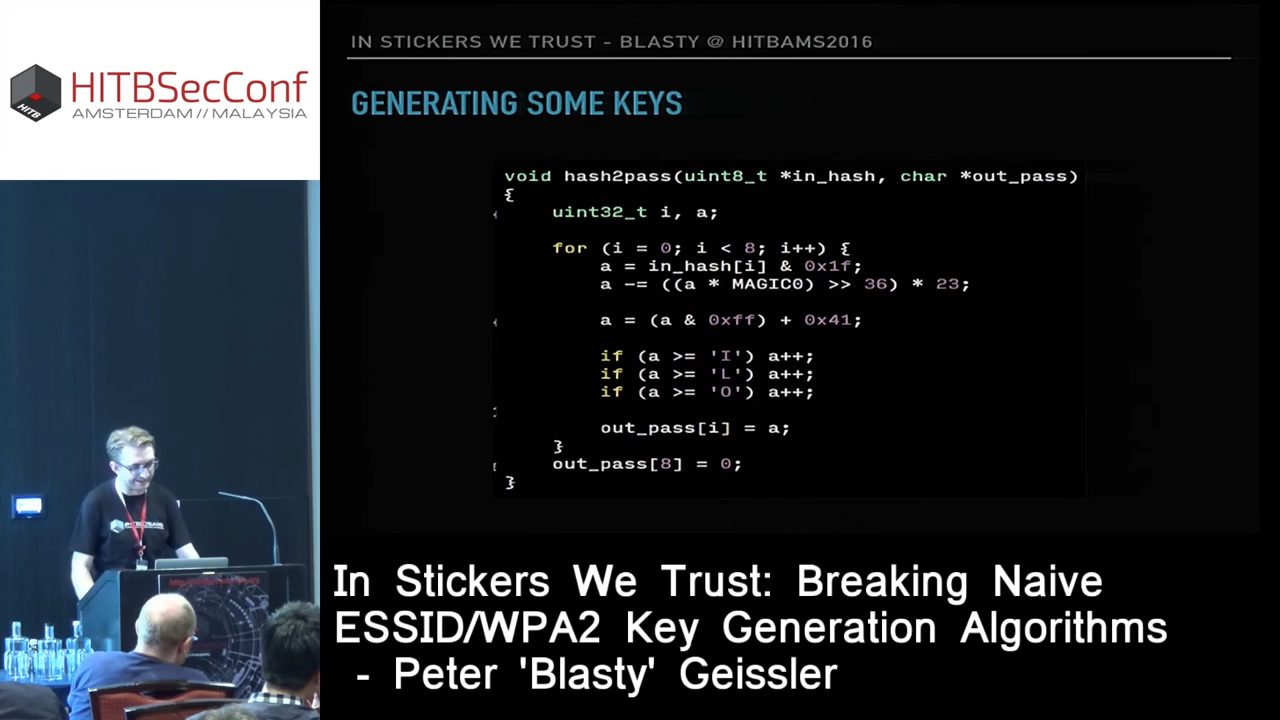 HITBSecConf
AMSTERDAM // MALAYSIA
HITB
IN STICKERS WE TRUST - BLASTY @ HITBAMS2016
GENERATING SOME KEYS
void hash2pass(uint8_t *in_hash, char *out_pass)
{
    uint32_t i, a;
    for (i = 0; i < 8; i++) {
        a = in_hash[i] & 0x1f;
        a -= ((a * MAGIC0) >> 36) * 23;
        a = (a & 0xff) + 0x41;
        if (a >= 'I') a++;
        if (a >= 'L') a++;
        if (a >= 'O') a++;
        out_pass[i] = a;
    }
    out_pass[8] = 0;
}
In Stickers We Trust: Breaking Naive
ESSID/WPA2 Key Generation Algorithms
- Peter 'Blasty' Geissler